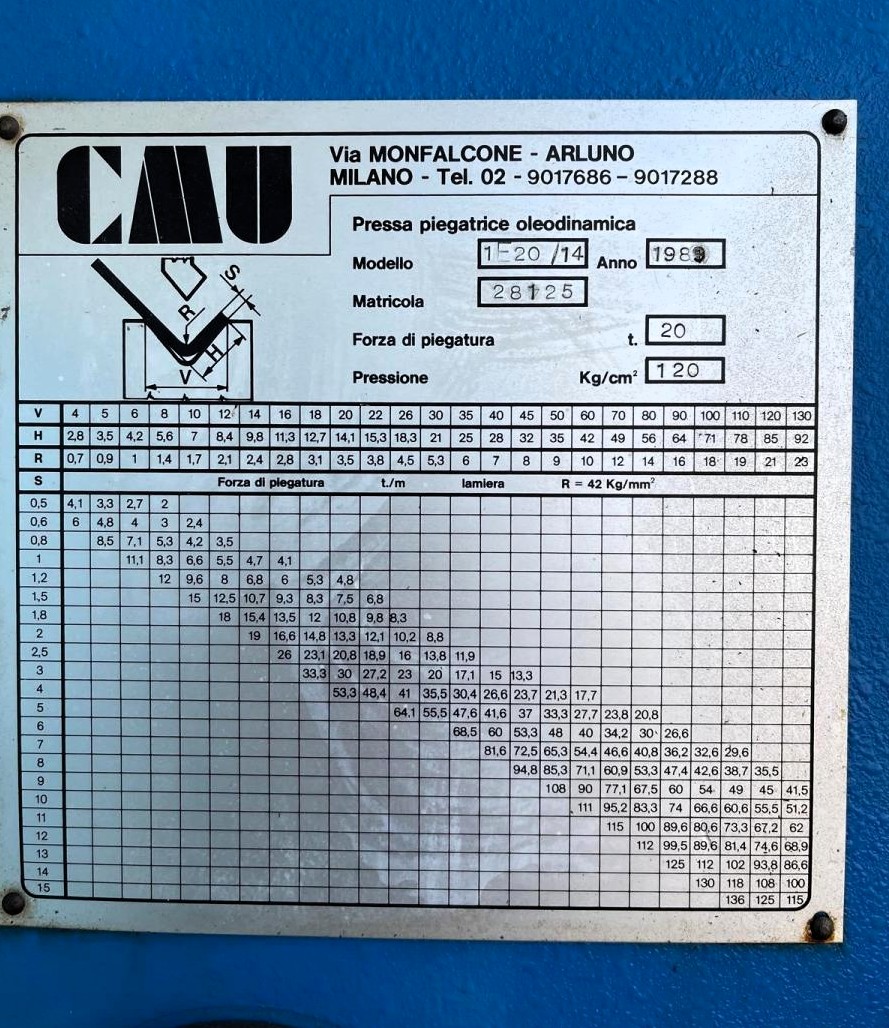 CMU
Via MONFALCONE - ARLUNO
MILANO - Tel. 02 - 9017686 – 9017288
Pressa piegatrice oleodinamica
Modello 1-20/14 Anno
Matricola 28125
Forza di piegatura t. 20
Pressione Kg/cm² 120
S
R
H
V
V 4 5 6 8 10 12 14 16 18 20 22 26 30 35 40 45 50 60 70 80 90 100 110 120 130
H 2,8 3,5 4,2 5,6 7 8,4 9,8 11,3 12,7 14,1 15,3 18,3 21 25 28 32 35 42 49 56 64 71 78 85 92
R 0,7 0,9 1 1,4 1,7 2,1 2,4 2,8 3,1 3,5 3,8 4,5 5,3 6 7 8 9 10 12 14 16 18 19 21 23
S Forza di piegatura t./m lamiera R = 42 Kg/mm²
0,5 4,1 3,3 2,7 2
0,6 6 4,8 4 3 2,4
0,8 8,5 7,1 5,3 4,2 3,5
1 11,1 8,3 6,6 5,5 4,7 4,1
1,2 12 9,6 8 6,8 6 5,3 4,8
1,5 15 12,5 10,7 9,3 8,3 7,5 6,8
1,8 18 15,4 13,5 12 10,8 9,8 8,3
2 19 16,6 14,8 13,3 12,1 10,2 8,8
2,5 26 23,1 20,8 18,9 16 13,8 11,9
3 33,3 30 27,2 23 20 17,1 15 13,3
4 53,3 48,4 41 35,5 30,4 26,6 23,7 21,3 17,7
5 64,1 55,5 47,6 41,6 37 33,3 27,7 23,8 20,8
6 68,5 60 53,3 48 40 34,2 30 26,6
7 81,6 72,5 65,3 54,4 46,6 40,8 36,2 32,6 29,6
8 94,8 85,3 71,1 60,9 53,3 47,4 42,6 38,7 35,5
9 108 90 77,1 67,5 60 54 49 45 41,5
10 111 95,2 83,3 74 66,6 60,6 55,5 51,2
11 115 100 89,6 80,6 73,3 67,2 62
12 112 99,5 89,6 81,4 74,6 68,9
13 125 112 102 93,8 86,6
14 130 118 108 100
15 136 125 115